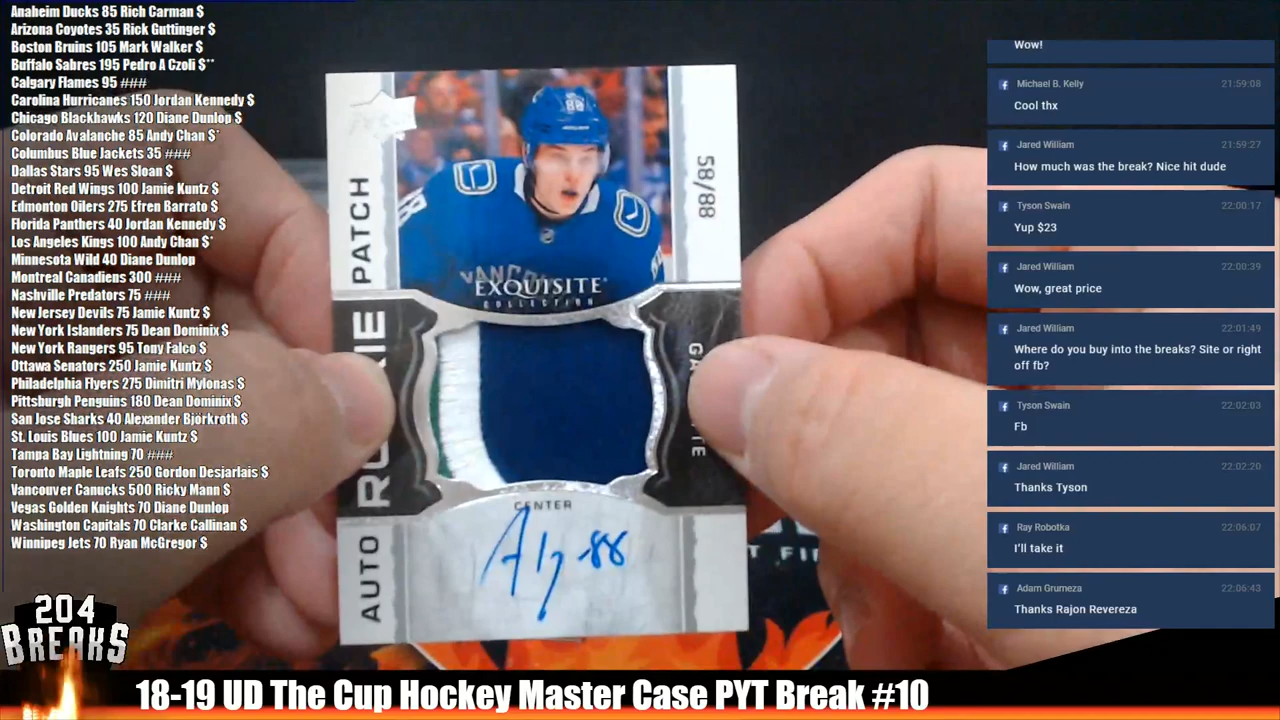 Anaheim Ducks 85 Rich Carman $
Arizona Coyotes 35 Rick Guttinger $
Boston Bruins 105 Mark Walker $
Buffalo Sabres 195 Pedro A Czoli $**
Calgary Flames 95 ###
Carolina Hurricanes 150 Jordan Kennedy $
Chicago Blackhawks 120 Diane Dunlop $
Colorado Avalanche 85 Andy Chan $*
Columbus Blue Jackets 35 ###
Dallas Stars 95 Wes Sloan $
Detroit Red Wings 100 Jamie Kuntz $
Edmonton Oilers 275 Efren Barrato $
Florida Panthers 40 Jordan Kennedy $
Los Angeles Kings 100 Andy Chan $*
Minnesota Wild 40 Diane Dunlop
Montreal Canadiens 300 ###
Nashville Predators 75 ###
New Jersey Devils 75 Jamie Kuntz $
New York Islanders 75 Dean Dominix $
New York Rangers 95 Tony Falco $
Ottawa Senators 250 Jamie Kuntz $
Philadelphia Flyers 275 Dimitri Mylonas $
Pittsburgh Penguins 180 Dean Dominix $
San Jose Sharks 40 Alexander Björkroth $
St. Louis Blues 100 Jamie Kuntz $
Tampa Bay Lightning 70 ###
Toronto Maple Leafs 250 Gordon Desjarlais $
Vancouver Canucks 500 Ricky Mann $
Vegas Golden Knights 70 Diane Dunlop
Washington Capitals 70 Clarke Callinan $
Winnipeg Jets 70 Ryan McGregor $
204
BREAKS
88
58/88
VANCOU
EXQUISITE
COLLECTION
AUTO
PATCH
CENTER
88
T FI
Wow!
Michael B. Kelly 21:59:08
Cool thx
Jared William 21:59:27
How much was the break? Nice hit dude
Tyson Swain 22:00:17
Yup $23
Jared William 22:00:39
Wow, great price
Jared William 22:01:49
Where do you buy into the breaks? Site or right
off fb?
Tyson Swain 22:02:03
Fb
Jared William 22:02:20
Thanks Tyson
Ray Robotka 22:06:07
I'll take it
Adam Grumeza 22:06:43
Thanks Rajon Revereza
18-19 UD The Cup Hockey Master Case PYT Break #10